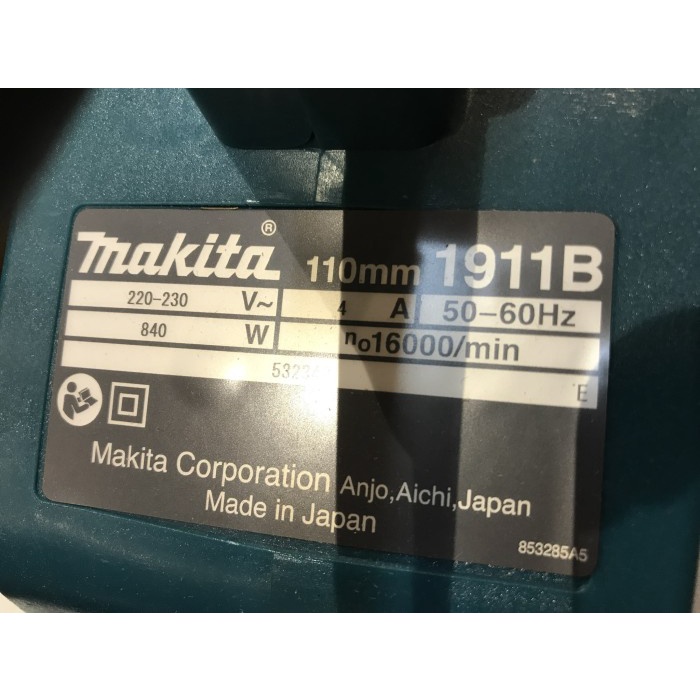 makita® 110mm 1911B
220-230 V~ 4 A 50-60Hz
840 W n₀16000/min
E
Makita Corporation Anjo,Aichi,Japan
Made in Japan
853285A5